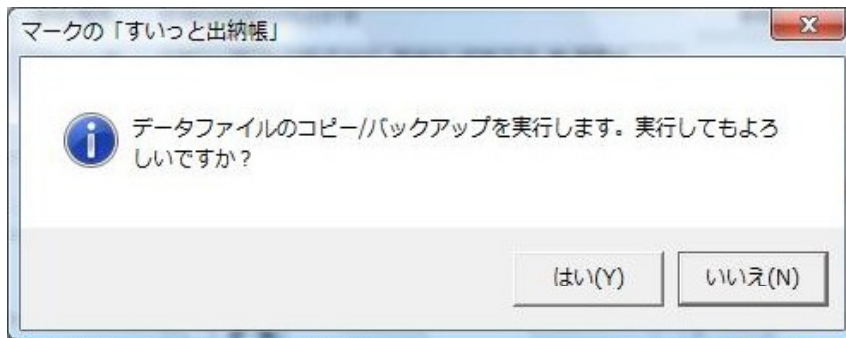 マークの「すいっと出納帳」
データファイルのコピー/バックアップを実行します。実行してもよろ
しいですか？
はい(Y)
いいえ(N)